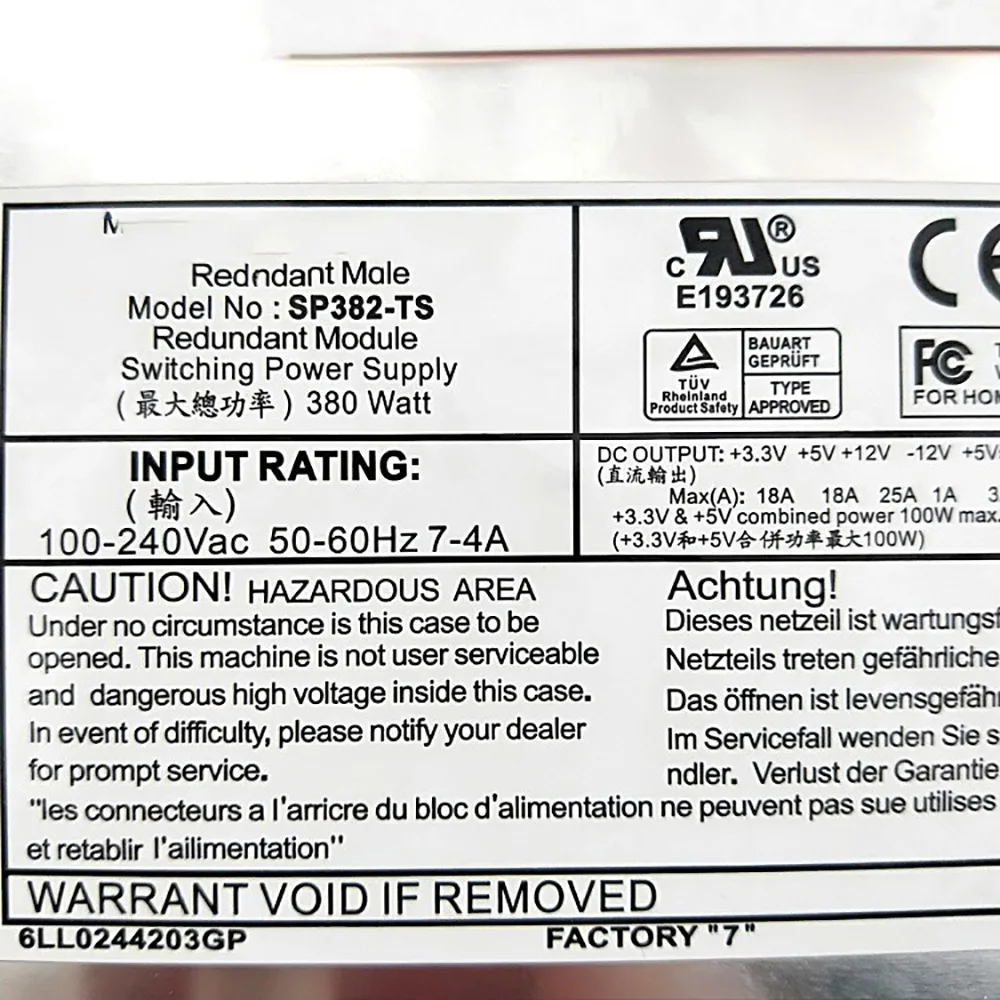 Redndant Mole
Model No : SP382-TS
Redundant Module
Switching Power Supply
(最大總功率) 380 Watt
C RU ® US
E193726
CE
TÜV
Rheinland
Product Safety
BAUART
GEPRÜFT
TYPE
APPROVED
FC
FOR HOM
INPUT RATING:
(輸入)
100-240Vac 50-60Hz 7-4A
DC OUTPUT: +3.3V +5V +12V -12V +5V
(直流輸出)
Max(A): 18A 18A 25A 1A 3
+3.3V & +5V combined power 100W max.
(+3.3V和+5V合併功率最大100W)
CAUTION! HAZARDOUS AREA
Under no circumstance is this case to be
opened. This machine is not user serviceable
and dangerous high voltage inside this case.
In event of difficulty, please notify your dealer
for prompt service.
Achtung!
Dieses netzeil ist wartungsf
Netzteils treten gefährliche
Das öffnen ist levensgefähr
Im Servicefall wenden Sie s
ndler. Verlust der Garantie
"les connecteurs a l'arricre du bloc d'alimentation ne peuvent pas sue utilises
et retablir l'ailimentation"
WARRANT VOID IF REMOVED
6LL0244203GP
FACTORY "7"